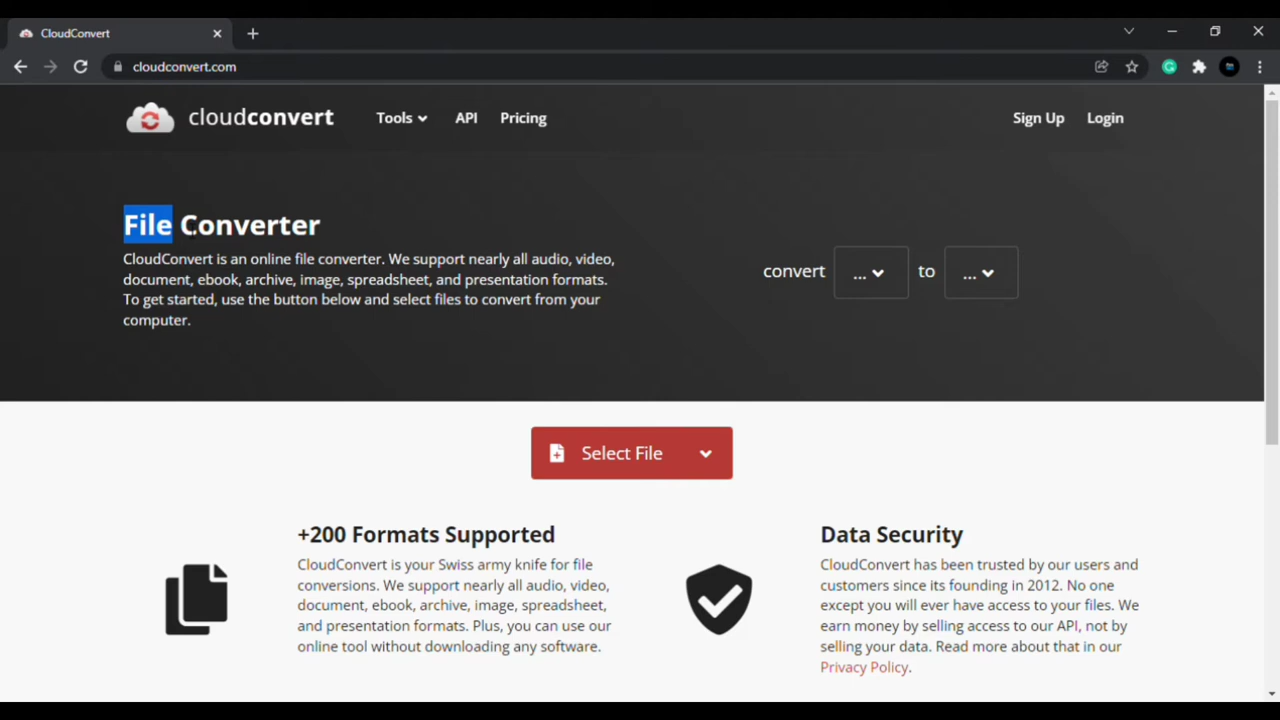 CloudConvert
cloudconvert.com
cloudconvert Tools API Pricing Sign Up Login
File Converter
CloudConvert is an online file converter. We support nearly all audio, video,
document, ebook, archive, image, spreadsheet, and presentation formats.
To get started, use the button below and select files to convert from your
computer.
convert ... to ...
Select File
+200 Formats Supported
CloudConvert is your Swiss army knife for file
conversions. We support nearly all audio, video,
document, ebook, archive, image, spreadsheet,
and presentation formats. Plus, you can use our
online tool without downloading any software.
Data Security
CloudConvert has been trusted by our users and
customers since its founding in 2012. No one
except you will ever have access to your files. We
earn money by selling access to our API, not by
selling your data. Read more about that in our
Privacy Policy.